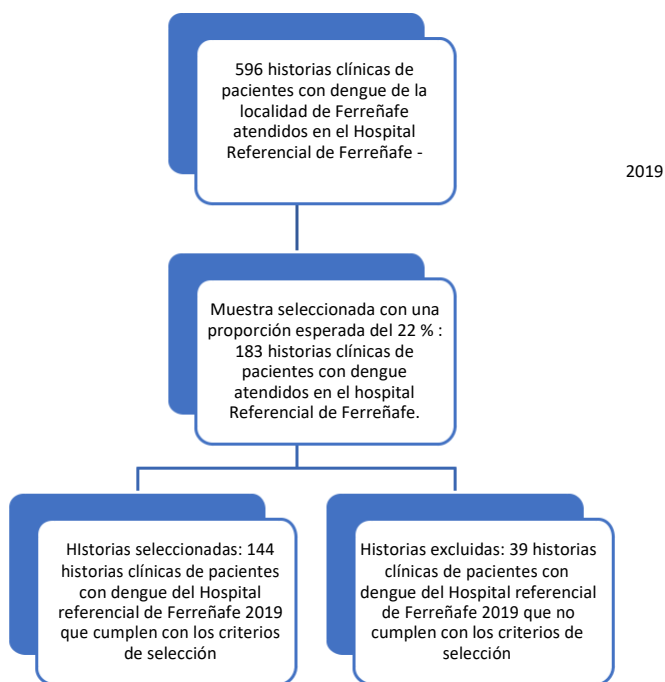 596 historias clínicas de
pacientes con dengue de la
localidad de Ferreñafe
atendidos en el Hospital
Referencial de Ferreñafe -
2019
Muestra seleccionada con una
proporción esperada del 22 % :
183 historias clínicas de
pacientes con dengue
atendidos en el hospital
Referencial de Ferreñafe.
HIstorias seleccionadas: 144
historias clínicas de pacientes
con dengue del Hospital
referencial de Ferreñafe 2019
que cumplen con los criterios
de selección
Historias excluidas: 39 historias
clínicas de pacientes con
dengue del Hospital referencial
de Ferreñafe 2019 que no
cumplen con los criterios de
selección